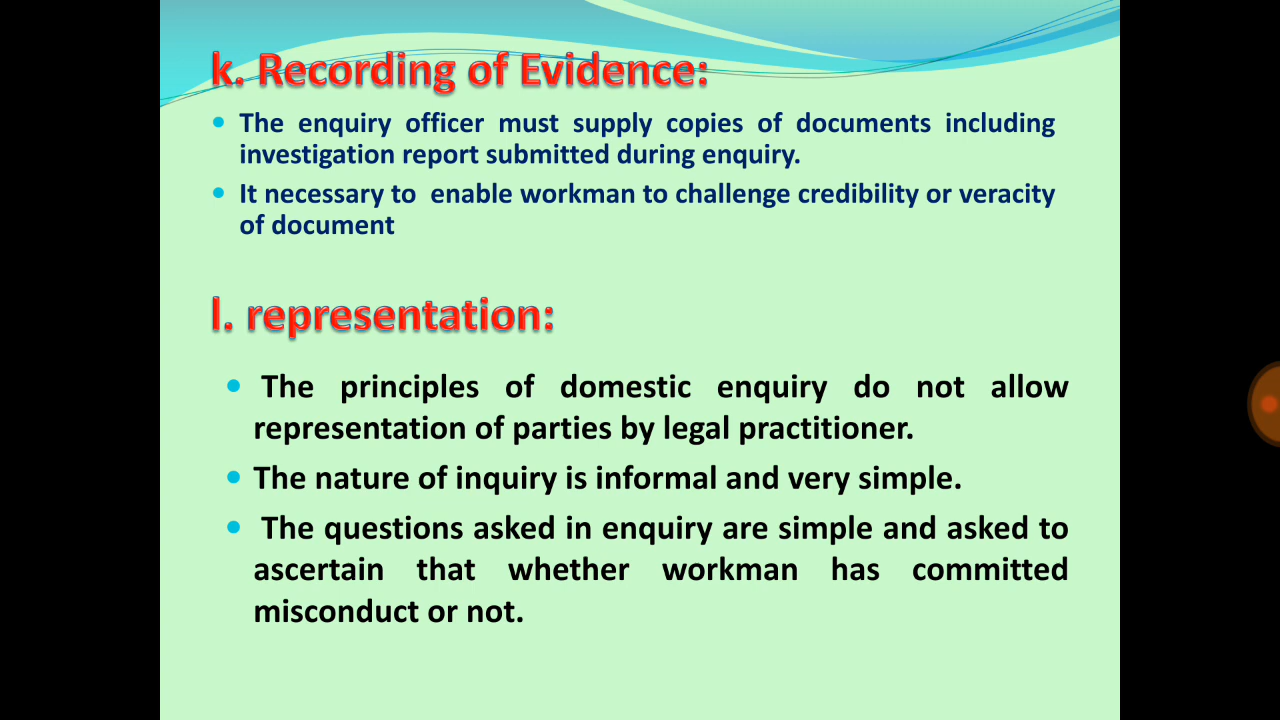 k. Recording of Evidence:
The enquiry officer must supply copies of documents including
investigation report submitted during enquiry.
It necessary to enable workman to challenge credibility or veracity
of document
l. representation:
The principles of domestic enquiry do not allow
representation of parties by legal practitioner.
The nature of inquiry is informal and very simple.
The questions asked in enquiry are simple and asked to
ascertain that whether workman has committed
misconduct or not.